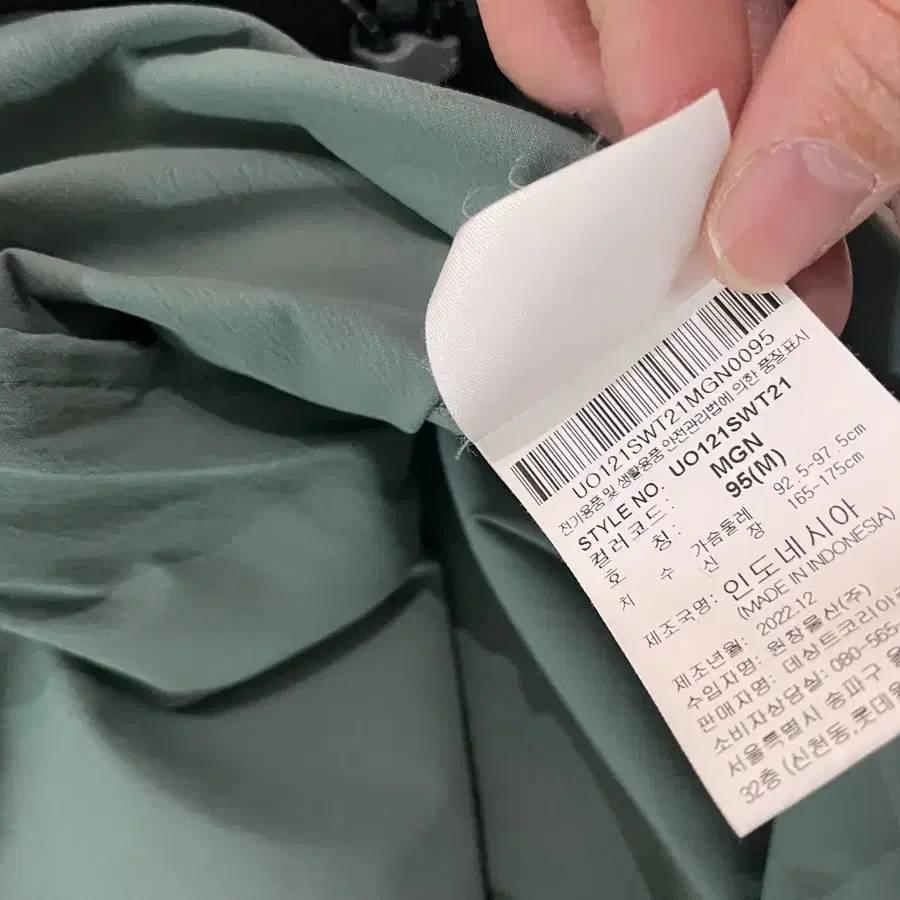 UO121SWT21MGN0095
전기용품 및 생활용품 안전관리법에 의한 품질표시
STYLE NO. UO121SWT21
컬러코드: MGN
호 칭: 95(M)
치 수: 가슴둘레 92.5-97.5cm
신 장 165-175cm
제조국명: 인도네시아
(MADE IN INDONESIA)
제조년월: 2022.12
수입자명: 원창물산(주)
판매자명: 데상트코리아
소비자상담실: 080-565-
서울특별시 송파구
32층 (신천동,롯데